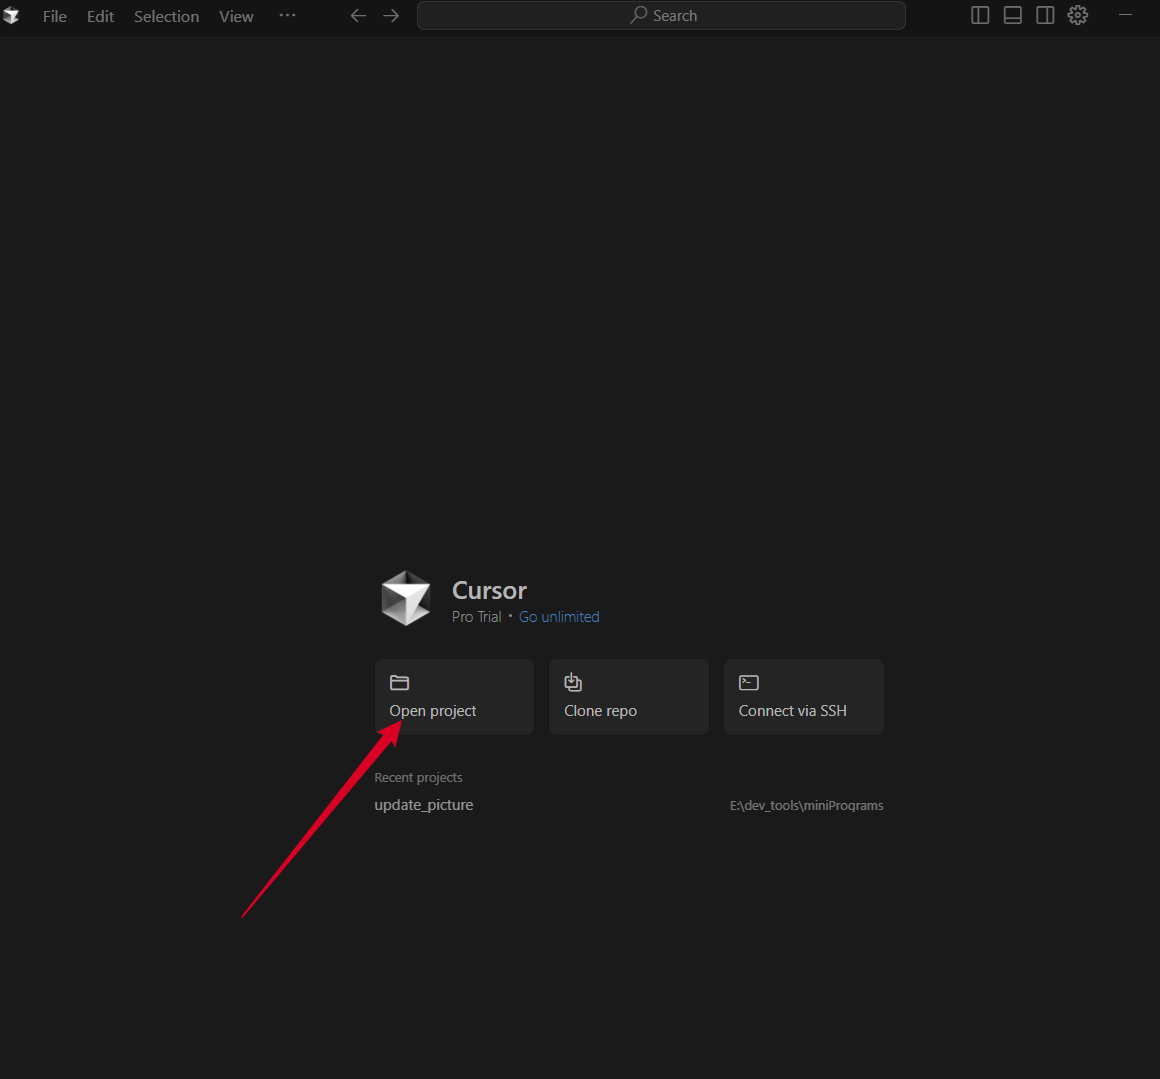 File Edit Selection View ··· Search
Cursor
Pro Trial • Go unlimited
Open project Clone repo Connect via SSH
Recent projects
update_picture E:\dev_tools\miniPrograms